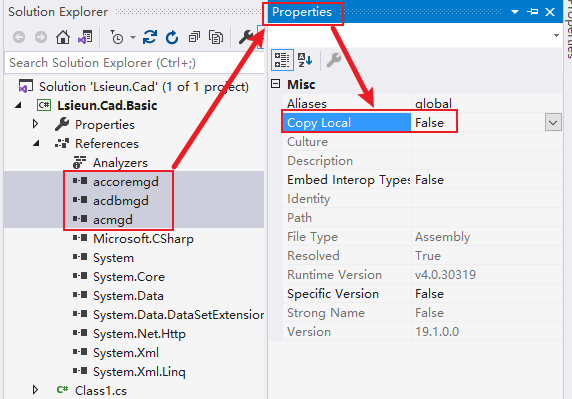 Solution Explorer
Search Solution Explorer (Ctrl+;)
Solution 'Lsieun.Cad' (1 of 1 project)
C# Lsieun.Cad.Basic
Properties
References
Analyzers
accoremgd
acdbmgd
acmgd
Microsoft.CSharp
System
System.Core
System.Data
System.Data.DataSetExtension
System.Net.Http
System.Xml
System.Xml.Linq
C# Class1.cs
Properties
Misc
Aliases global
Copy Local False
Culture
Description
Embed Interop Types False
Identity
Path
File Type Assembly
Resolved True
Runtime Version v4.0.30319
Specific Version False
Strong Name False
Version 19.1.0.0
Properties